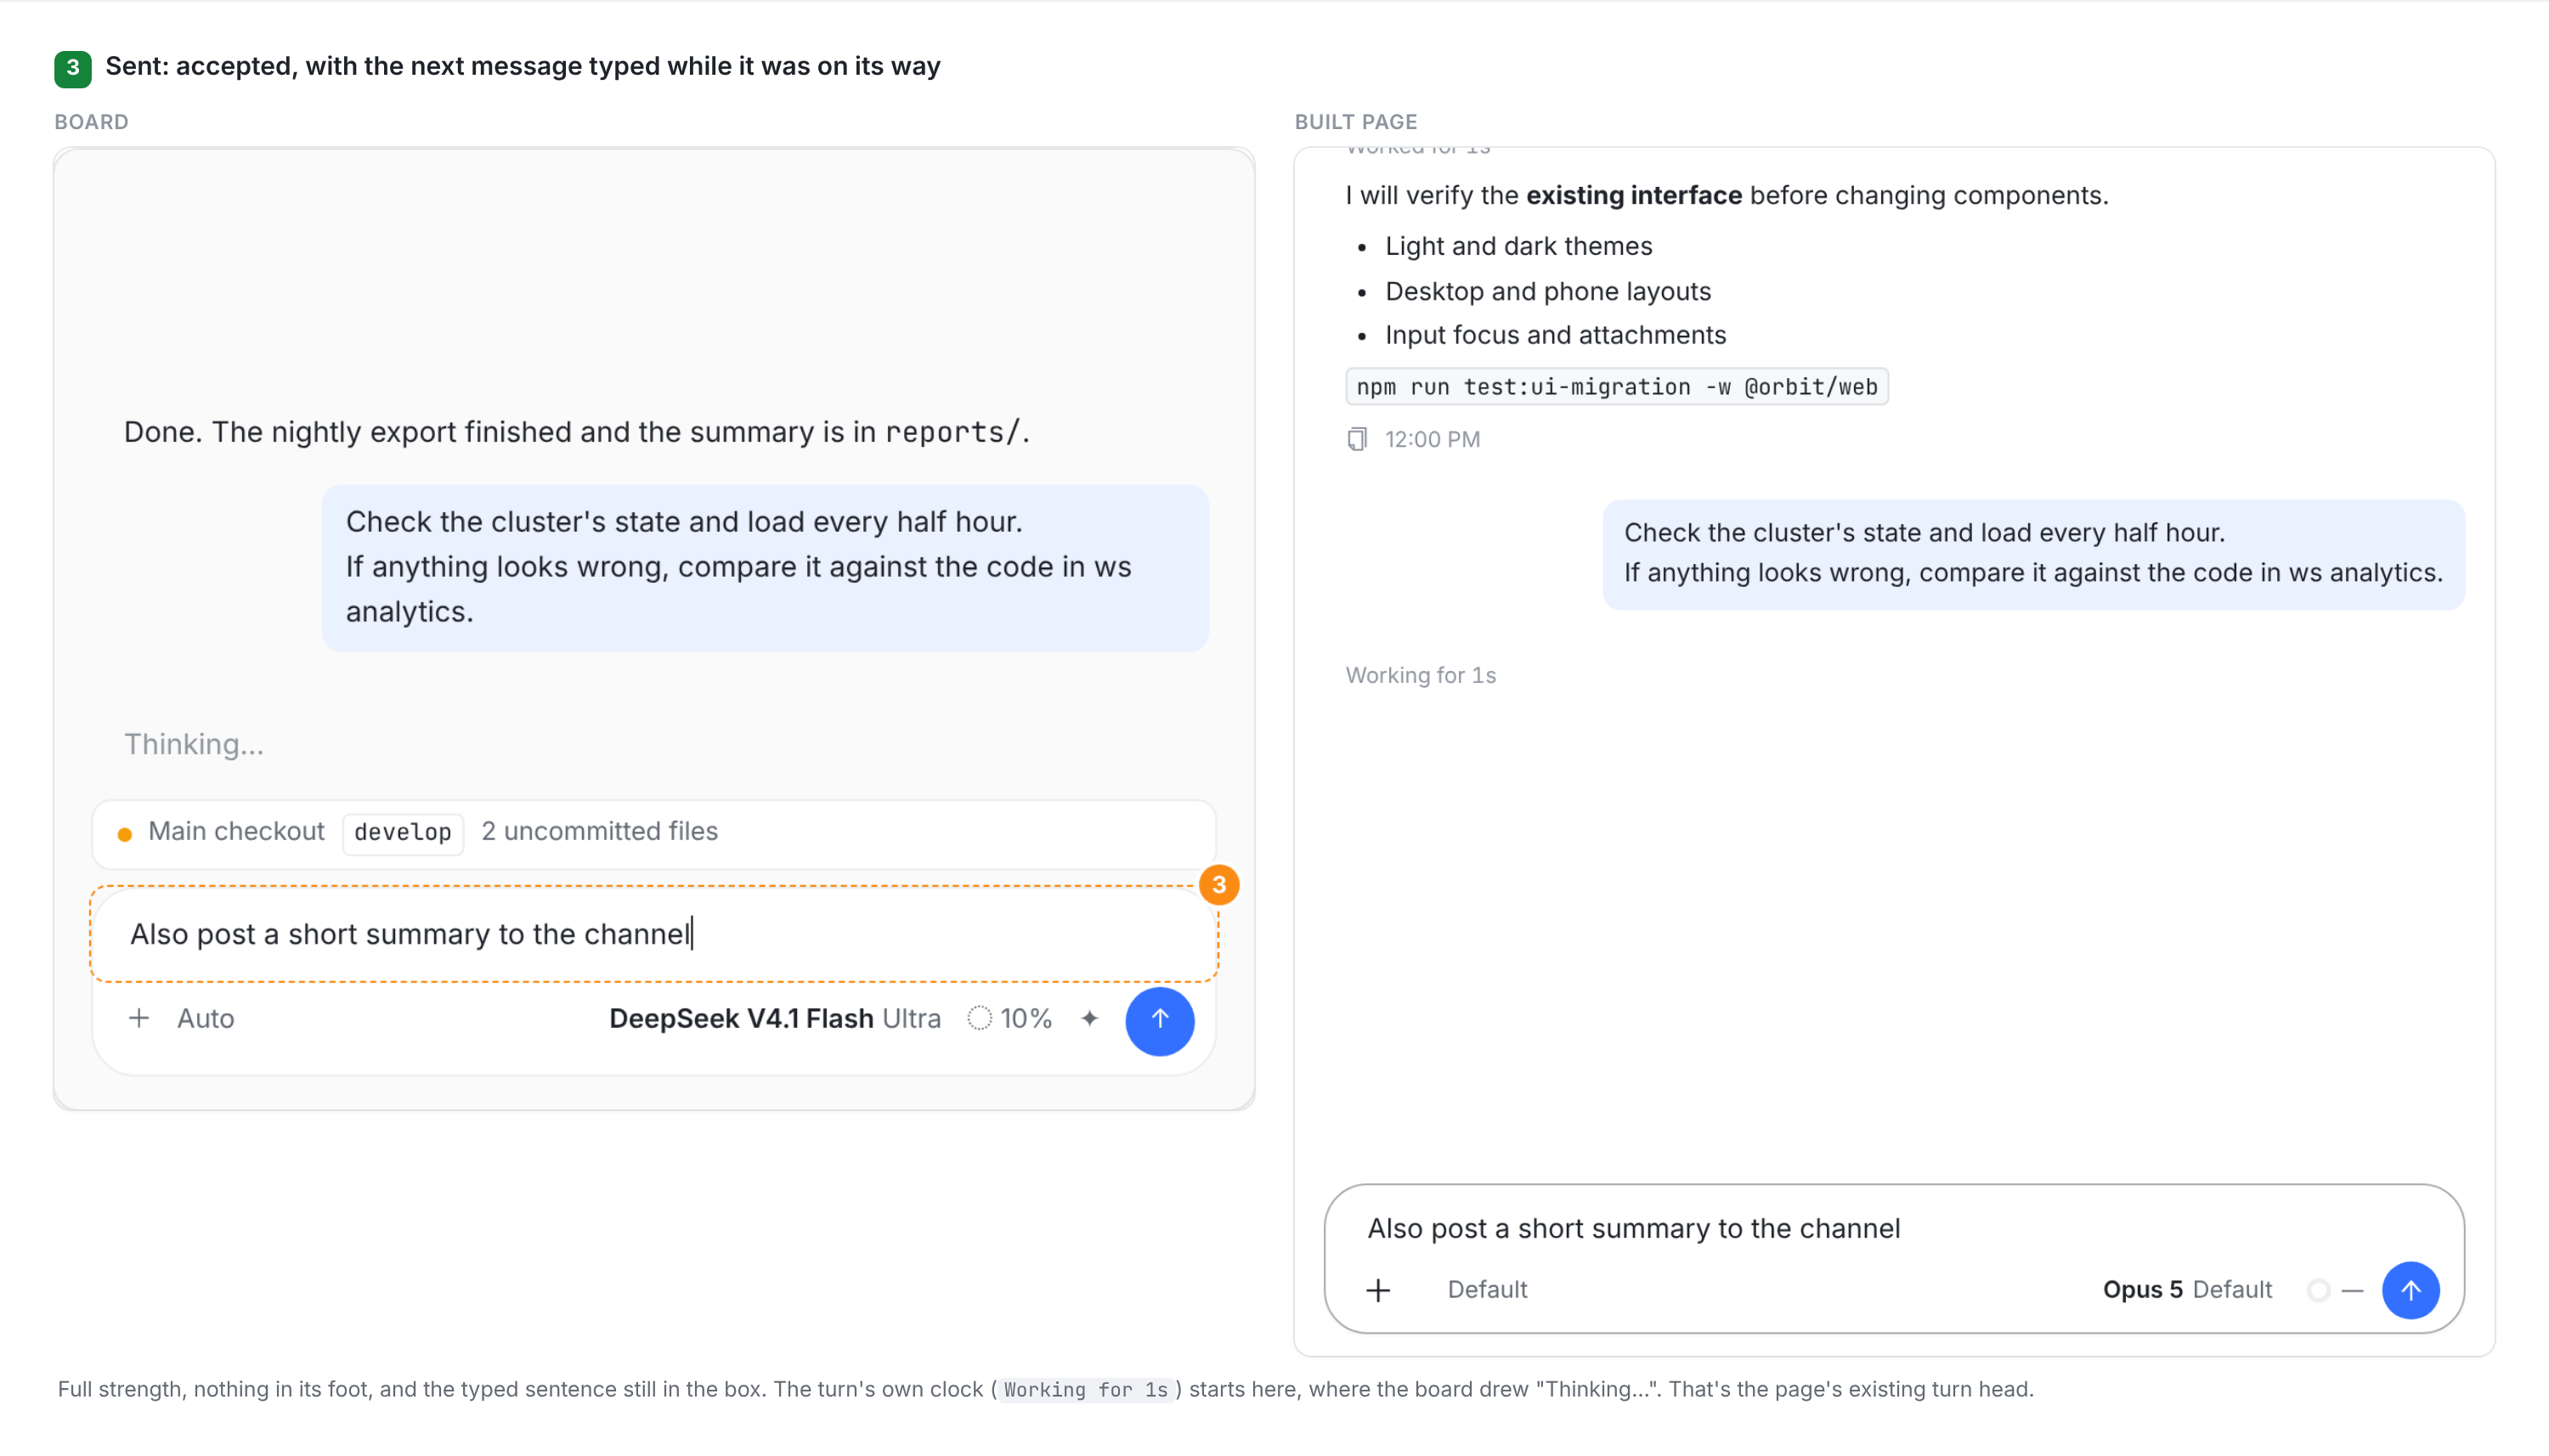 3 Sent: accepted, with the next message typed while it was on its way
BOARD
Done. The nightly export finished and the summary is in reports/.
Check the cluster's state and load every half hour.
If anything looks wrong, compare it against the code in ws
analytics.
Thinking...
Main checkout develop 2 uncommitted files
3
Also post a short summary to the channel
+ Auto DeepSeek V4.1 Flash Ultra 10%
BUILT PAGE
Worked for 1s
I will verify the existing interface before changing components.
• Light and dark themes
• Desktop and phone layouts
• Input focus and attachments
npm run test:ui-migration -w @orbit/web
12:00 PM
Check the cluster's state and load every half hour.
If anything looks wrong, compare it against the code in ws analytics.
Working for 1s
Also post a short summary to the channel
+ Default Opus 5 Default —
Full strength, nothing in its foot, and the typed sentence still in the box. The turn's own clock (Working for 1s) starts here, where the board drew "Thinking...". That's the page's existing turn head.